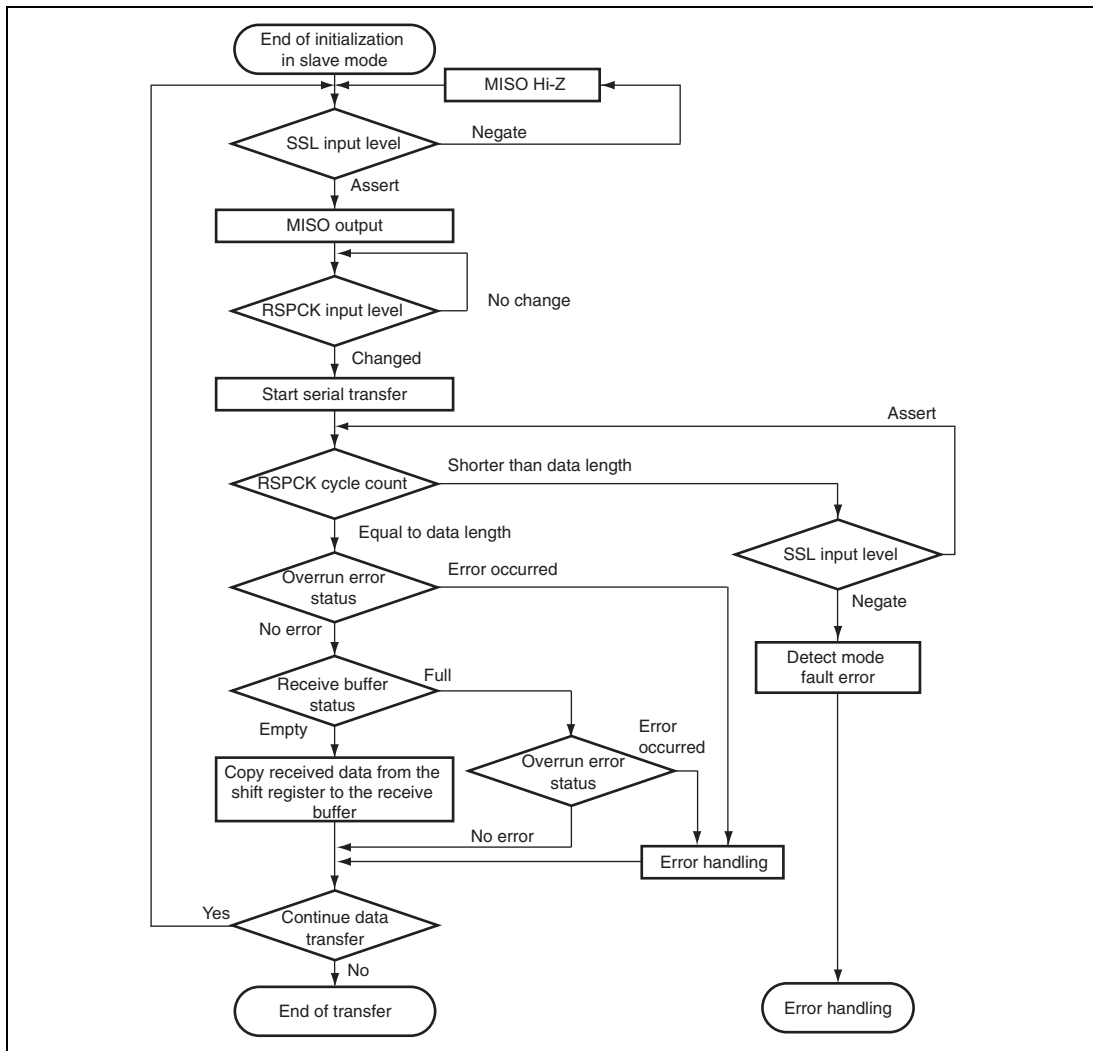 End of initialization
in slave mode
MISO Hi-Z
SSL input level
Negate
Assert
MISO output
RSPCK input level
No change
Changed
Start serial transfer
Assert
RSPCK cycle count
Shorter than data length
Equal to data length
SSL input level
Negate
Overrun error
status
Error occurred
No error
Detect mode
fault error
Receive buffer
status
Full
Empty
Overrun error
status
Error
occurred
Copy received data from the
shift register to the receive
buffer
No error
Error handling
Continue data
transfer
Yes
No
End of transfer
Error handling